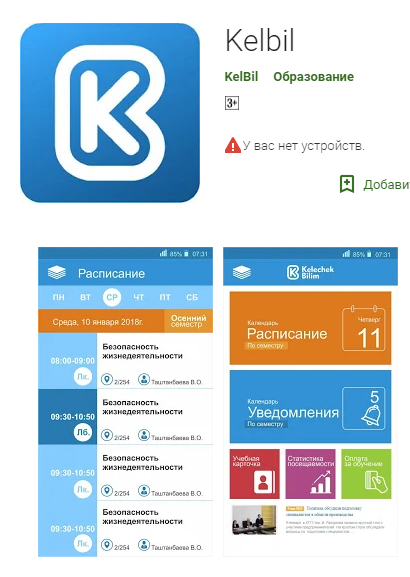 Kelbil
KelBil Образование
3+
У вас нет устройств.
Добави
85% 07:31
Расписание
ПН ВТ СР ЧТ ПТ СБ
Среда, 10 января 2018г.
Осенний
семестр
08:00-09:00
Лк.
Безопасность
жизнедеятельности
2/254 Таштанбаева В.О.
09:30-10:50
Лб.
Безопасность
жизнедеятельности
2/254 Таштанбаева В.О.
09:30-10:50
Лк.
Безопасность
жизнедеятельности
2/254 Таштанбаева В.О.
09:30-10:50
Лк.
Безопасность
жизнедеятельности
2/254 Таштанбаева В.О.
85% 07:31
Kelechek
Bilim
Календарь
Расписание
По семестру
Четверг
11
Календарь
Уведомления
По семестру
5
Учебная
карточка
Статистика
посещаемости
Оплата
за обучение